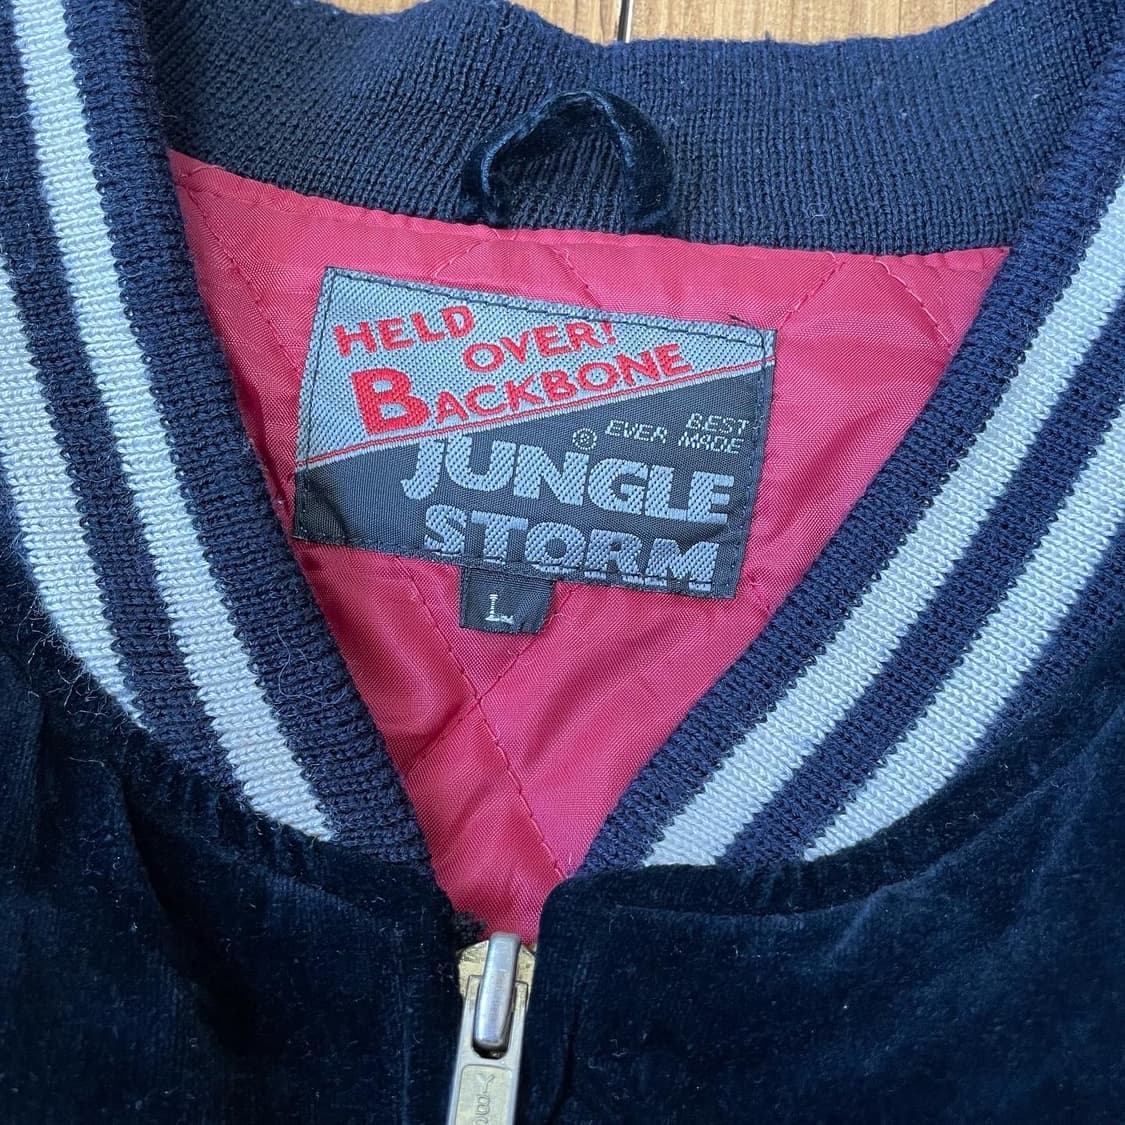 HELD
OVER!
BACKBONE
BEST
® EVER MADE
JUNGLE
STORM
L